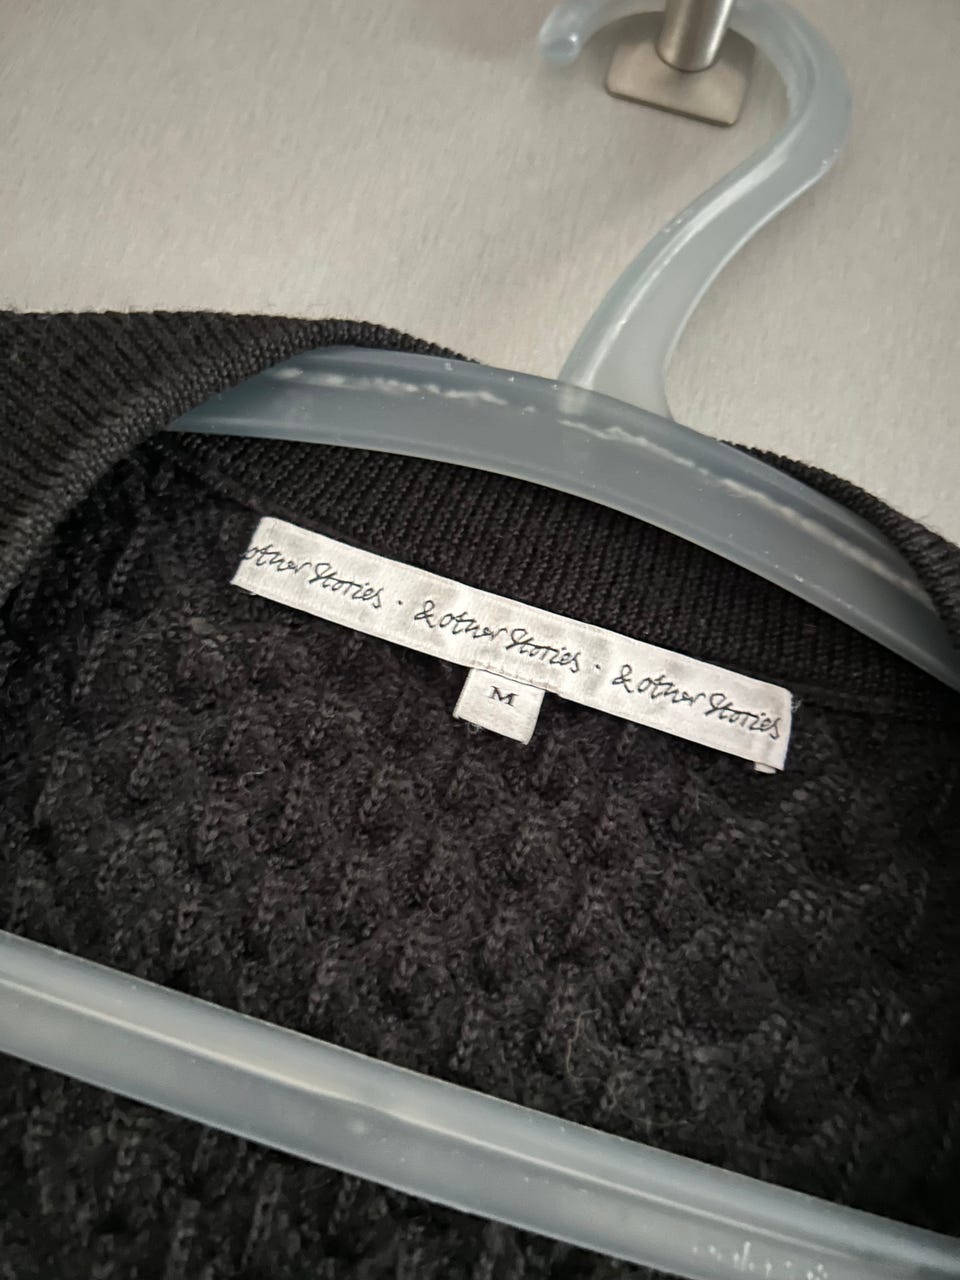 other Stories · & other Stories · & other Stories
M